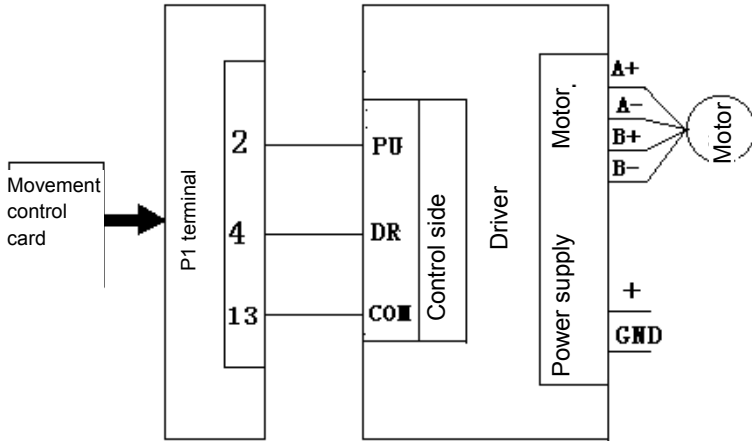 Movement
control
card
P1 terminal
2
4
13
PU
DR
COM
Control side
Driver
Motor,
Power supply
A+
A-
B+
B-
Motor
+
GND